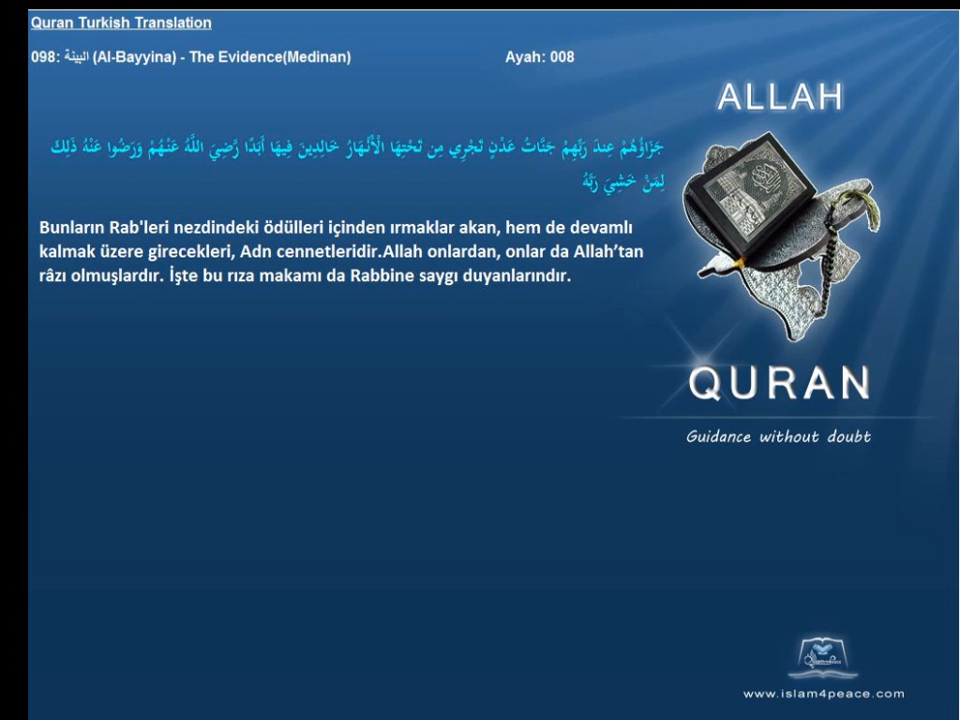 Quran Turkish Translation
098: البينة (Al-Bayyina) - The Evidence(Medinan) Ayah: 008
ALLAH
جَزَاؤُهُمْ عِندَ رَبِّهِمْ جَنَّاتُ عَدْنٍ تَجْرِي مِن تَحْتِهَا الْأَنْهَارُ خَالِدِينَ فِيهَا أَبَدًا رَّضِيَ اللَّهُ عَنْهُمْ وَرَضُوا عَنْهُ ذَلِكَ
لِمَنْ خَشِيَ رَبَّهُ
Bunların Rab'leri nezdindeki ödülleri içinden ırmaklar akan, hem de devamlı
kalmak üzere girecekleri, Adn cennetleridir.Allah onlardan, onlar da Allah’tan
râzı olmuşlardır. İşte bu rıza makamı da Rabbine saygı duyanlarındır.
QURAN
Guidance without doubt
www.islam4peace.com